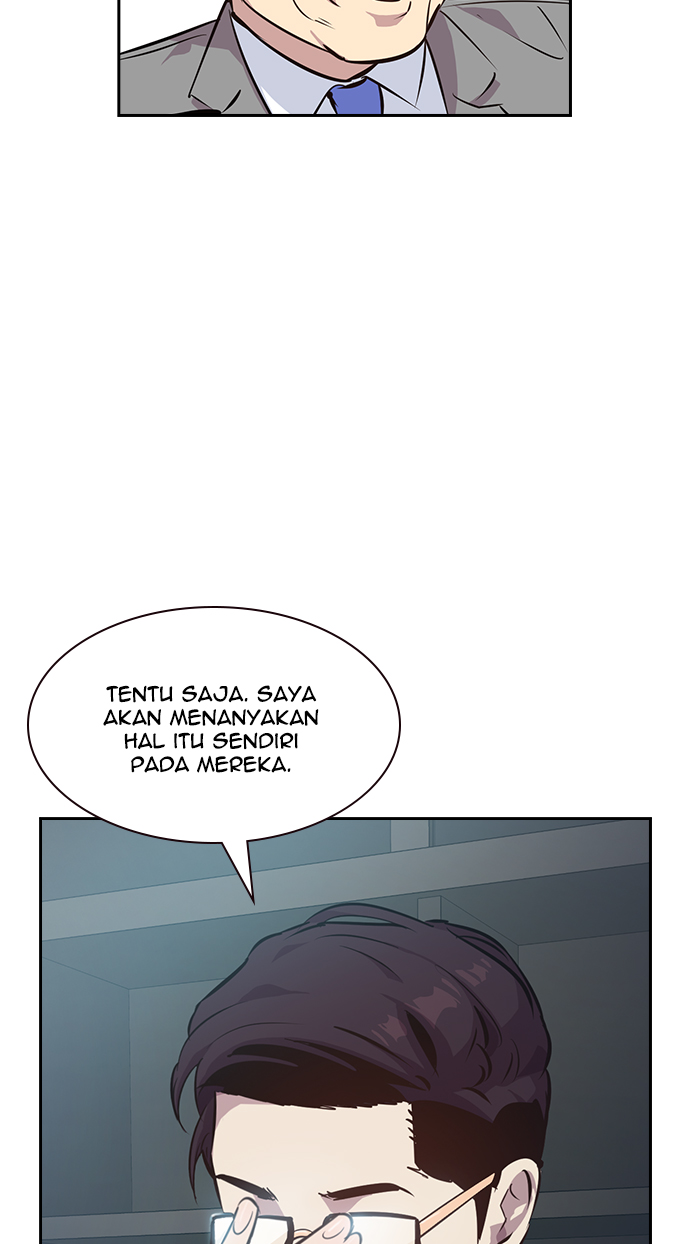 TENTU SAJA. SAYA
AKAN MENANYAKAN
HAL ITU SENDIRI
PADA MEREKA.